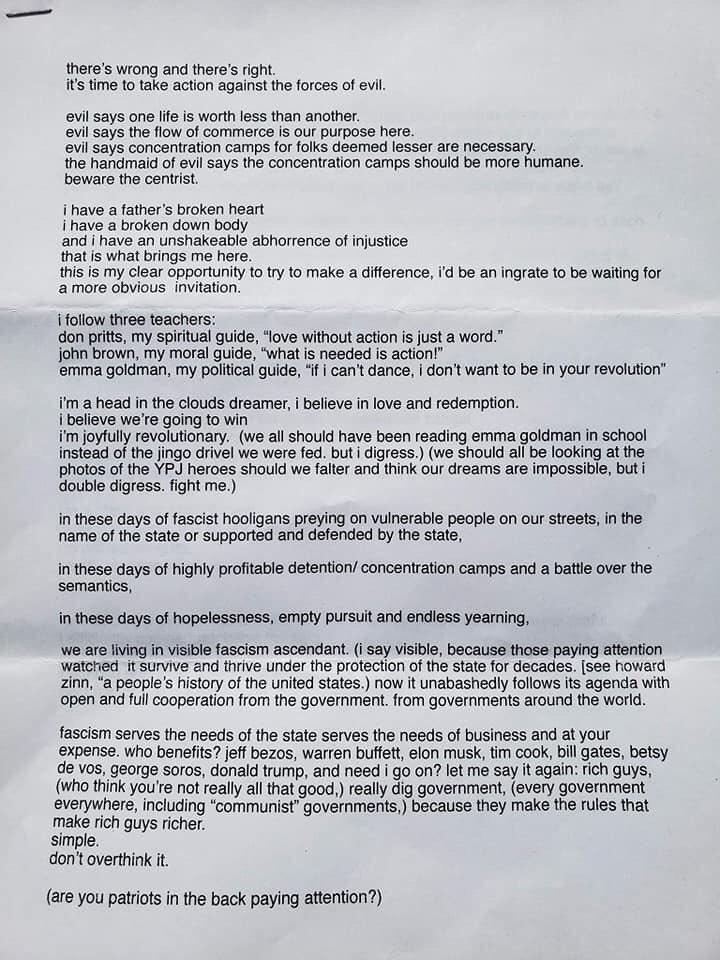 there's wrong and there's right.
it's time to take action against the forces of evil.
evil says one life is worth less than another.
evil says the flow of commerce is our purpose here.
evil says concentration camps for folks deemed lesser are necessary.
the handmaid of evil says the concentration camps should be more humane.
beware the centrist.
i have a father's broken heart
i have a broken down body
and i have an unshakeable abhorrence of injustice
that is what brings me here.
this is my clear opportunity to try to make a difference, i'd be an ingrate to be waiting for
a more obvious  invitation.
i follow three teachers:
don pritts, my spiritual guide, “love without action is just a word.”
john brown, my moral guide, “what is needed is action!”
emma goldman, my political guide, “if i can't dance, i don't want to be in your revolution”
i'm a head in the clouds dreamer, i believe in love and redemption.
i believe we're going to win
i'm joyfully revolutionary.  (we all should have been reading emma goldman in school
instead of the jingo drivel we were fed. but i digress.) (we should all be looking at the
photos of the YPJ heroes should we falter and think our dreams are impossible, but i
double digress. fight me.)
in these days of fascist hooligans preying on vulnerable people on our streets, in the
name of the state or supported and defended by the state,
in these days of highly profitable detention/ concentration camps and a battle over the
semantics,
in these days of hopelessness, empty pursuit and endless yearning,
we are living in visible fascism ascendant. (i say visible, because those paying attention
watched  it survive and thrive under the protection of the state for decades. [see howard
zinn, “a people's history of the united states.) now it unabashedly follows its agenda with
open and full cooperation from the government. from governments around the world.
fascism serves the needs of the state serves the needs of business and at your
expense. who benefits? jeff bezos, warren buffett, elon musk, tim cook, bill gates, betsy
de vos, george soros, donald trump, and need i go on? let me say it again: rich guys,
(who think you're not really all that good,) really dig government, (every government
everywhere, including “communist” governments,) because they make the rules that
make rich guys richer.
simple.
don't overthink it.
(are you patriots in the back paying attention?)